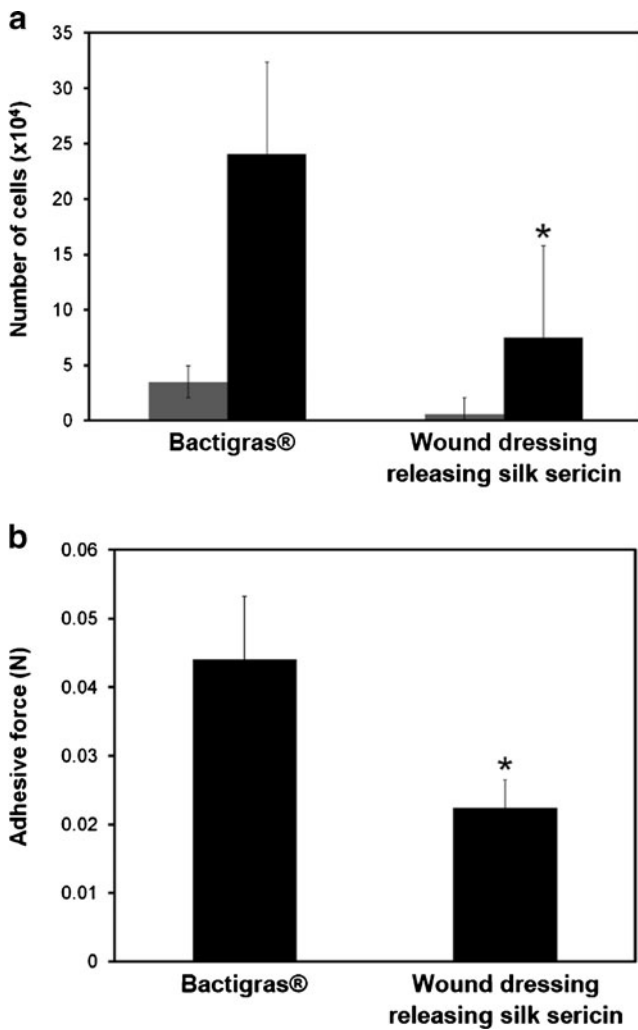 a
Number of cells (x10⁴)
35
30
25
20
15
10
5
0
*
Bactigras®
Wound dressing
releasing silk sericin
b
Adhesive force (N)
0.06
0.05
0.04
0.03
0.02
0.01
0
*
Bactigras®
Wound dressing
releasing silk sericin